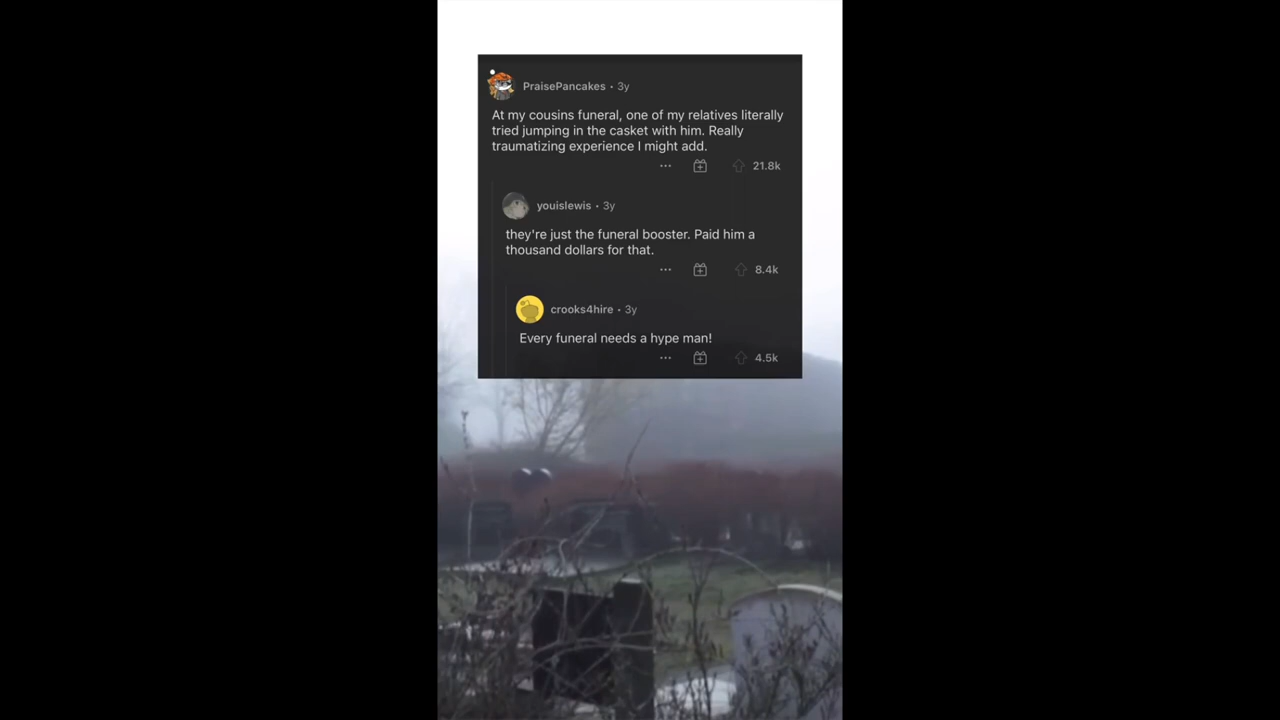 PraisePancakes • 3y
At my cousins funeral, one of my relatives literally
tried jumping in the casket with him. Really
traumatizing experience I might add.
21.8k
youislewis • 3y
they're just the funeral booster. Paid him a
thousand dollars for that.
8.4k
crooks4hire • 3y
Every funeral needs a hype man!
4.5k